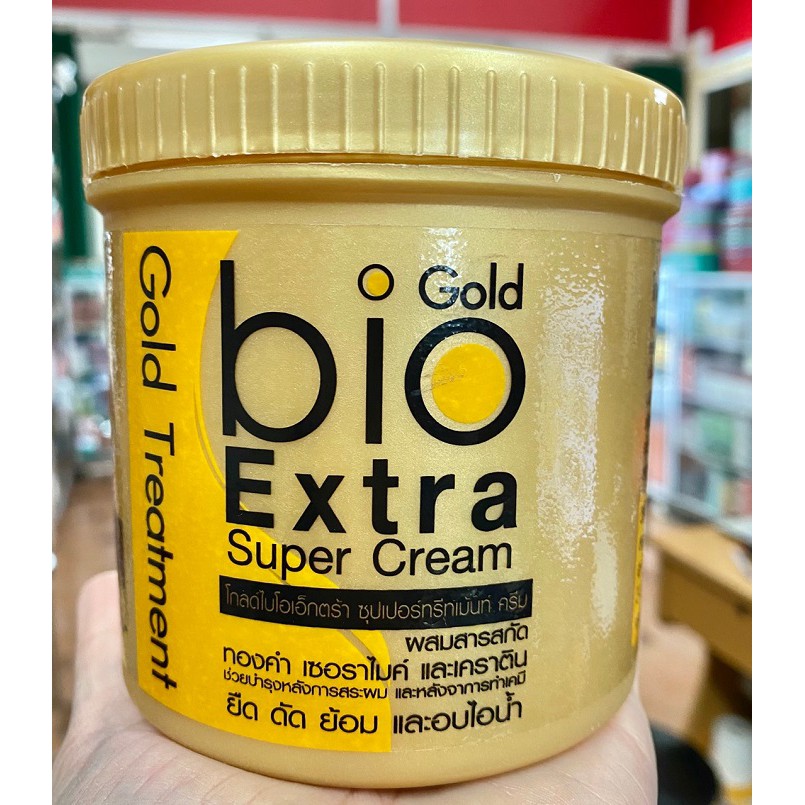 Gold Treatment
Gold
bio
Extra
Super Cream
โกลด์ไบโอเอ็กตร้า ซุปเปอร์ทรีทเม้นท์ ครีม
ผสมสารสกัด
ทองคำ เซอราไมค์ และเคราติน
ช่วยบำรุงหลังการสระผม และหลังจาการทำเคมี
ยืด ดัด ย้อม และอบไอน้ำ